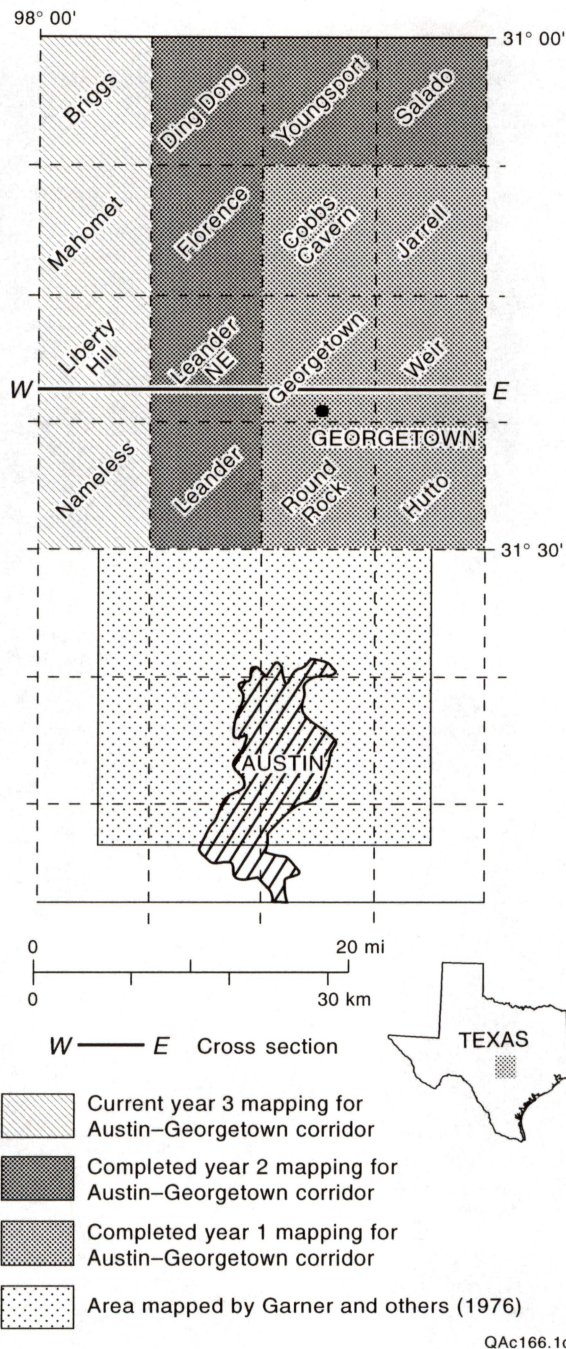 98° 00'
31° 00'
Briggs
Ding Dong
Youngsport
Salado
Mahomet
Florence
Cobbs
Cavern
Jarrell
Liberty
Hill
Leander
NE
Georgetown
Weir
W
E
GEORGETOWN
Nameless
Leander
Round
Rock
Hutto
31° 30'
AUSTIN
0
20 mi
0
30 km
W
E
Cross section
TEXAS
Current year 3 mapping for
Austin–Georgetown corridor
Completed year 2 mapping for
Austin–Georgetown corridor
Completed year 1 mapping for
Austin–Georgetown corridor
Area mapped by Garner and others (1976)